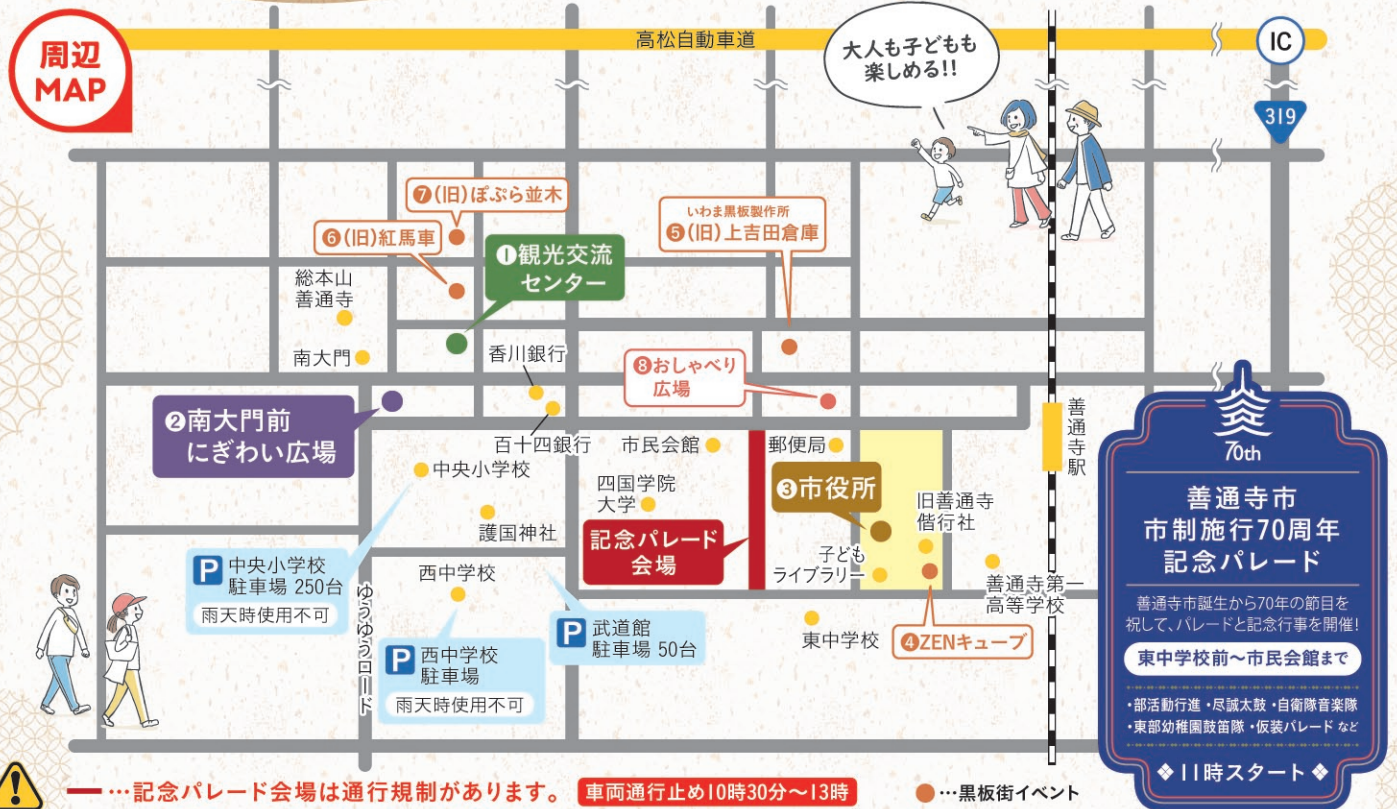 周辺
MAP
高松自動車道
IC
319
大人も子どもも
楽しめる!!
❼(旧)ぽぷら並木
❻(旧)紅馬車
❶観光交流
センター
いわま黒板製作所
❺(旧)上吉田倉庫
総本山
善通寺
南大門
香川銀行
❽おしゃべり
広場
❷南大門前
にぎわい広場
百十四銀行
市民会館
郵便局
善通寺駅
中央小学校
四国学院
大学
❸市役所
旧善通寺
偕行社
護国神社
記念パレード
会場
子ども
ライブラリー
善通寺第一
高等学校
P 中央小学校
駐車場 250台
雨天時使用不可
ゆうゆうロード
西中学校
P 西中学校
駐車場
雨天時使用不可
P 武道館
駐車場 50台
東中学校
❹ZENキューブ
70th
善通寺市
市制施行70周年
記念パレード
善通寺市誕生から70年の節目を
祝して、パレードと記念行事を開催!
東中学校前〜市民会館まで
・部活動行進 ・尽誠太鼓 ・自衛隊音楽隊
・東部幼稚園鼓笛隊 ・仮装パレード など
❖11時スタート❖
…記念パレード会場は通行規制があります。 車両通行止め10時30分〜13時
…黒板街イベント